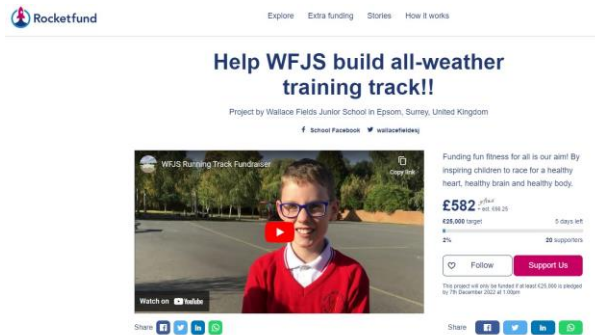 Rocketfund
Explore Extra funding Stories How it works
Help WFJS build all-weather
training track!!
Project by Wallace Fields Junior School in Epsom, Surrey, United Kingdom
School Facebook wallacefieldesj
WFJS Running Track Fundraiser
Copy link
Watch on YouTube
Share
Funding fun fitness for all is our aim! By
inspiring children to race for a healthy
heart, healthy brain and healthy body.
£582
£25,000 target 5 days left
2% 20 supporters
Follow Support Us
This project will only be funded if at least £25,000 is pledged
by 7th December 2022 at 1:00pm
Share